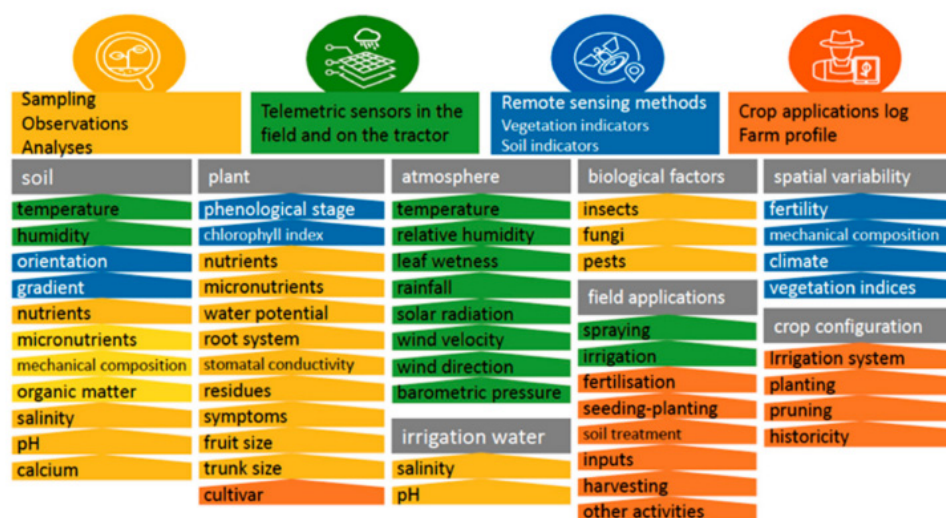 Sampling
Observations
Analyses
Telemetric sensors in the
field and on the tractor
Remote sensing methods
Vegetation indicators
Soil indicators
Crop applications log
Farm profile
soil
temperature
humidity
orientation
gradient
nutrients
micronutrients
mechanical composition
organic matter
salinity
pH
calcium
plant
phenological stage
chlorophyll index
nutrients
micronutrients
water potential
root system
stomatal conductivity
residues
symptoms
fruit size
trunk size
cultivar
atmosphere
temperature
relative humidity
leaf wetness
rainfall
solar radiation
wind velocity
wind direction
barometric pressure
irrigation water
salinity
pH
biological factors
insects
fungi
pests
field applications
spraying
irrigation
fertilisation
seeding-planting
soil treatment
inputs
harvesting
other activities
spatial variability
fertility
mechanical composition
climate
vegetation indices
crop configuration
Irrigation system
planting
pruning
historicity